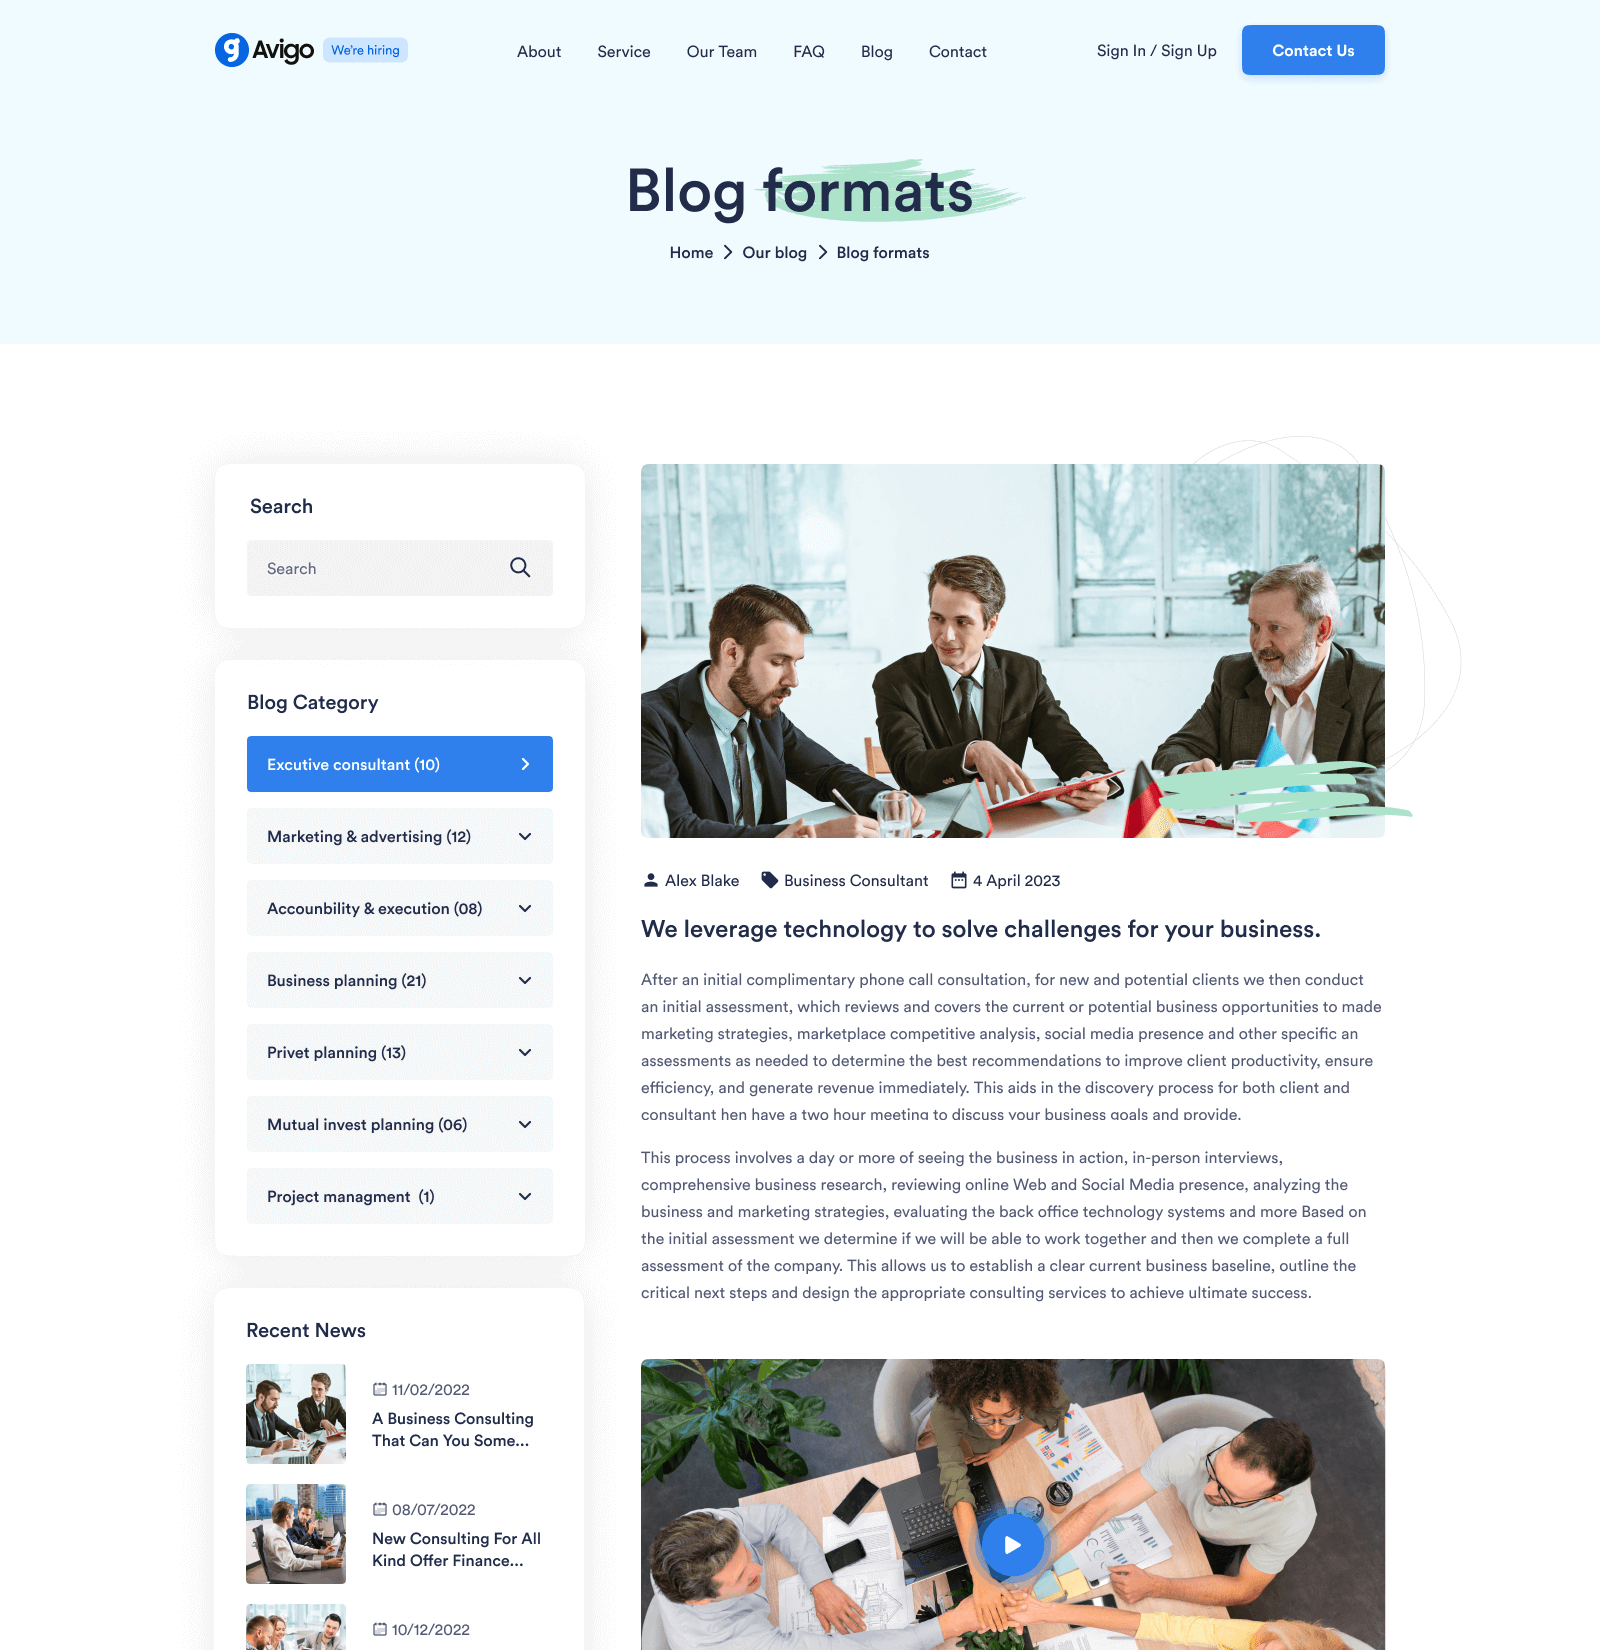 Avigo
We're hiring
About
Service
Our Team
FAQ
Blog
Contact
Sign In / Sign Up
Contact Us
Blog formats
Home
Our blog
Blog formats
Search
Search
Blog Category
Excutive consultant (10)
Marketing & advertising (12)
Accounbility & execution (08)
Business planning (21)
Privet planning (13)
Mutual invest planning (06)
Project managment (1)
Recent News
11/02/2022
A Business Consulting
That Can You Some...
08/07/2022
New Consulting For All
Kind Offer Finance...
10/12/2022
Alex Blake
Business Consultant
4 April 2023
We leverage technology to solve challenges for your business.
After an initial complimentary phone call consultation, for new and potential clients we then conduct
an initial assessment, which reviews and covers the current or potential business opportunities to made
marketing strategies, marketplace competitive analysis, social media presence and other specific an
assessments as needed to determine the best recommendations to improve client productivity, ensure
efficiency, and generate revenue immediately. This aids in the discovery process for both client and
consultant hen have a two hour meeting to discuss your business goals and provide.
This process involves a day or more of seeing the business in action, in-person interviews,
comprehensive business research, reviewing online Web and Social Media presence, analyzing the
business and marketing strategies, evaluating the back office technology systems and more Based on
the initial assessment we determine if we will be able to work together and then we complete a full
assessment of the company. This allows us to establish a clear current business baseline, outline the
critical next steps and design the appropriate consulting services to achieve ultimate success.